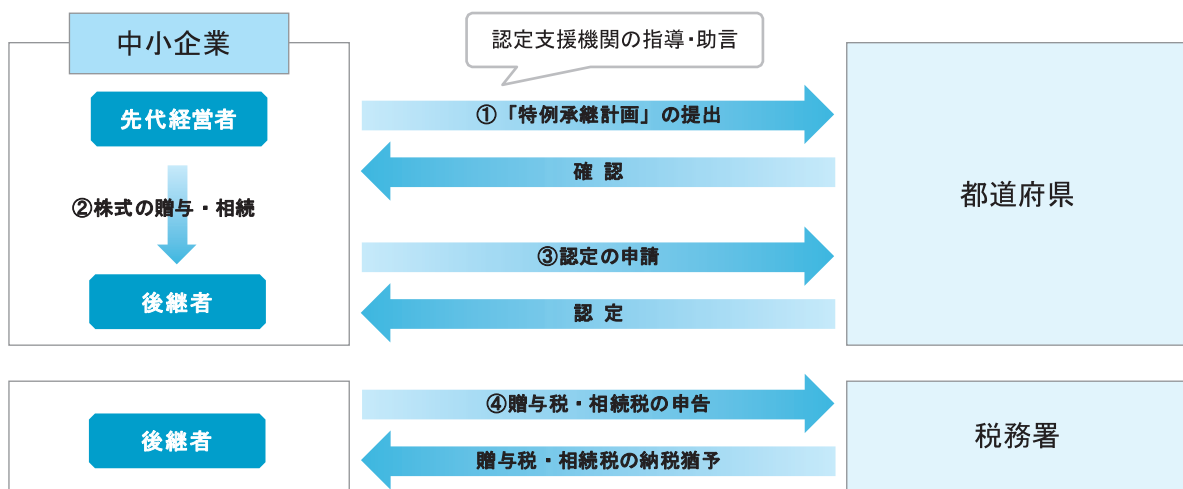 中小企業
認定支援機関の指導・助言
先代経営者
①「特例承継計画」の提出
確 認
②株式の贈与・相続
都道府県
③認定の申請
後継者
認 定
④贈与税・相続税の申告
後継者
税務署
贈与税・相続税の納税猶予